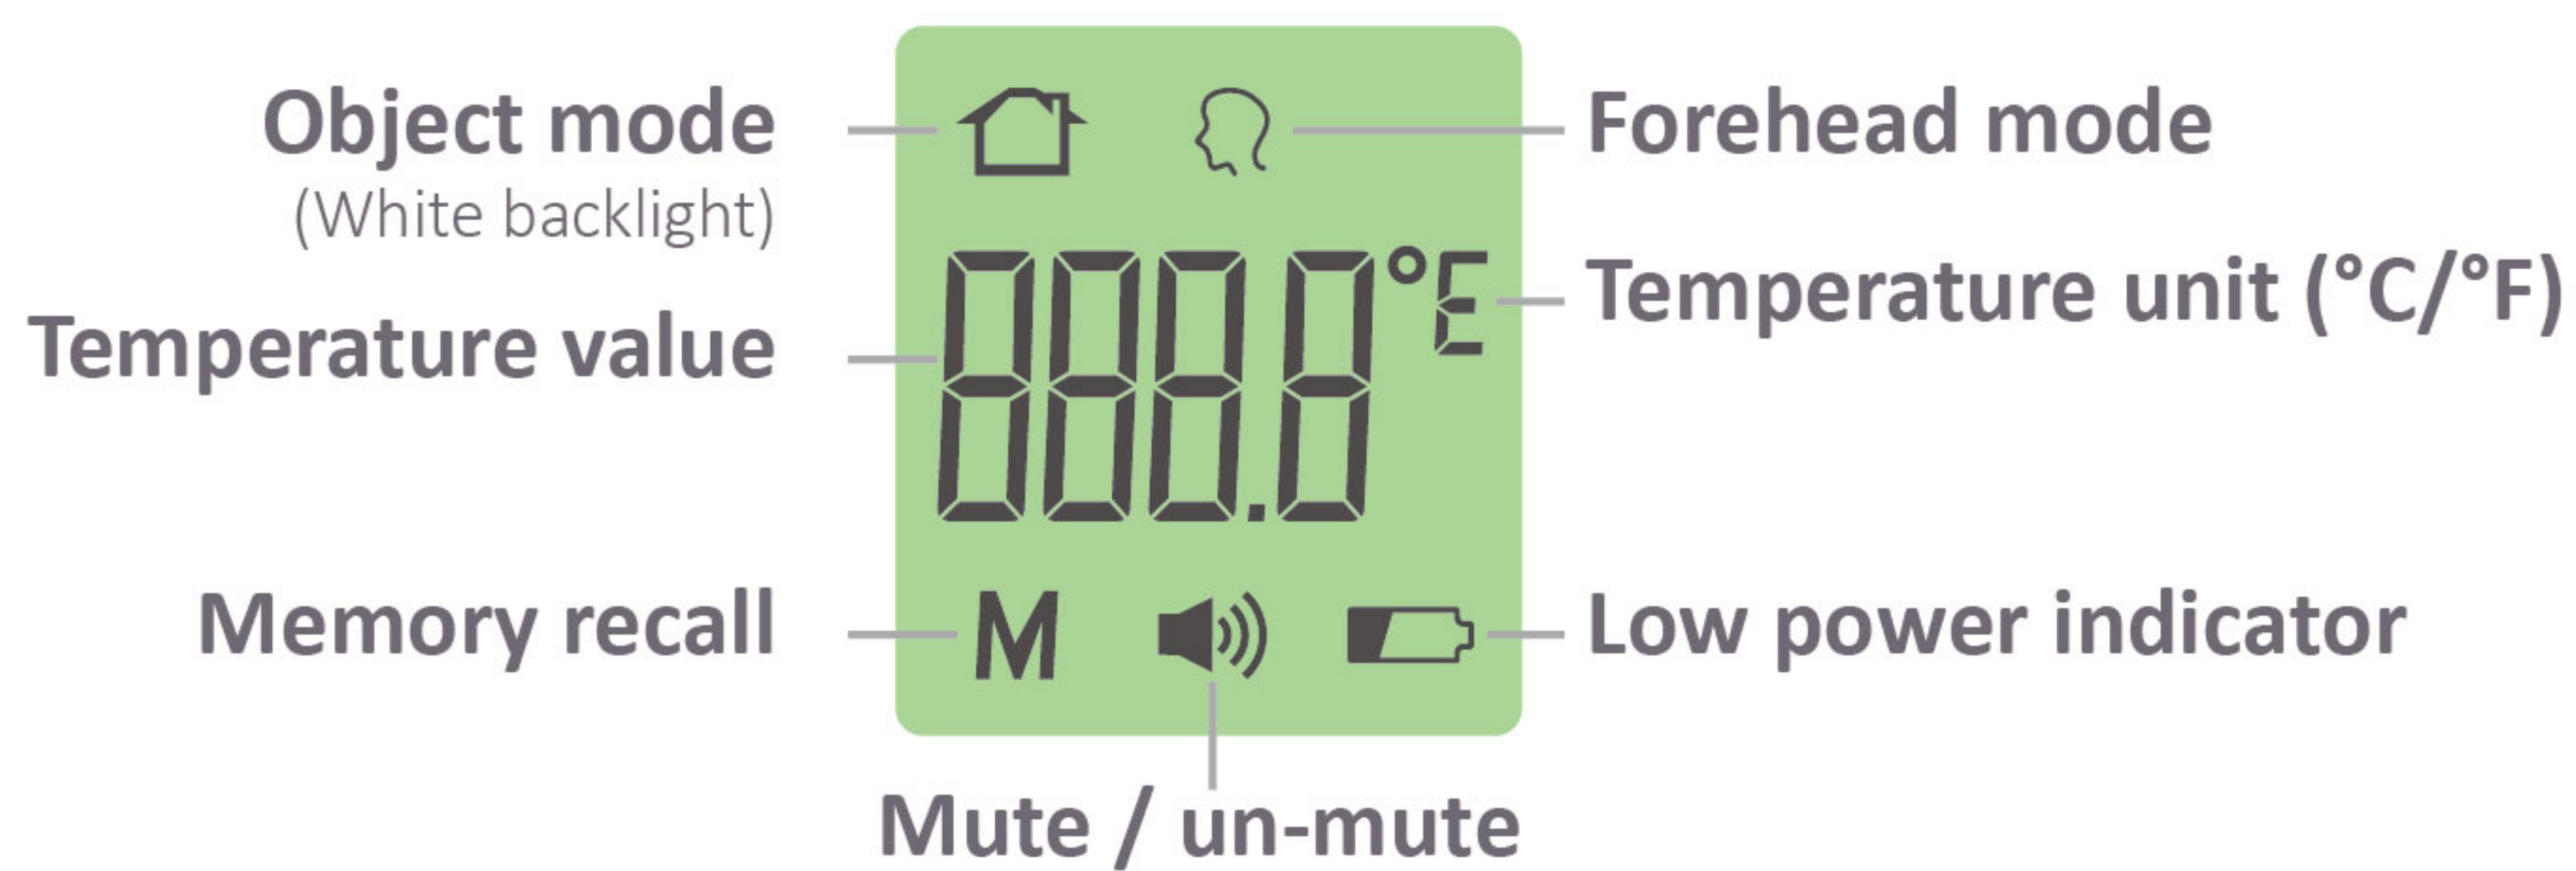 Object mode
(White backlight)
Forehead mode
Temperature value
888.8°E
Temperature unit (°C/°F)
Memory recall
M
Low power indicator
Mute / un-mute